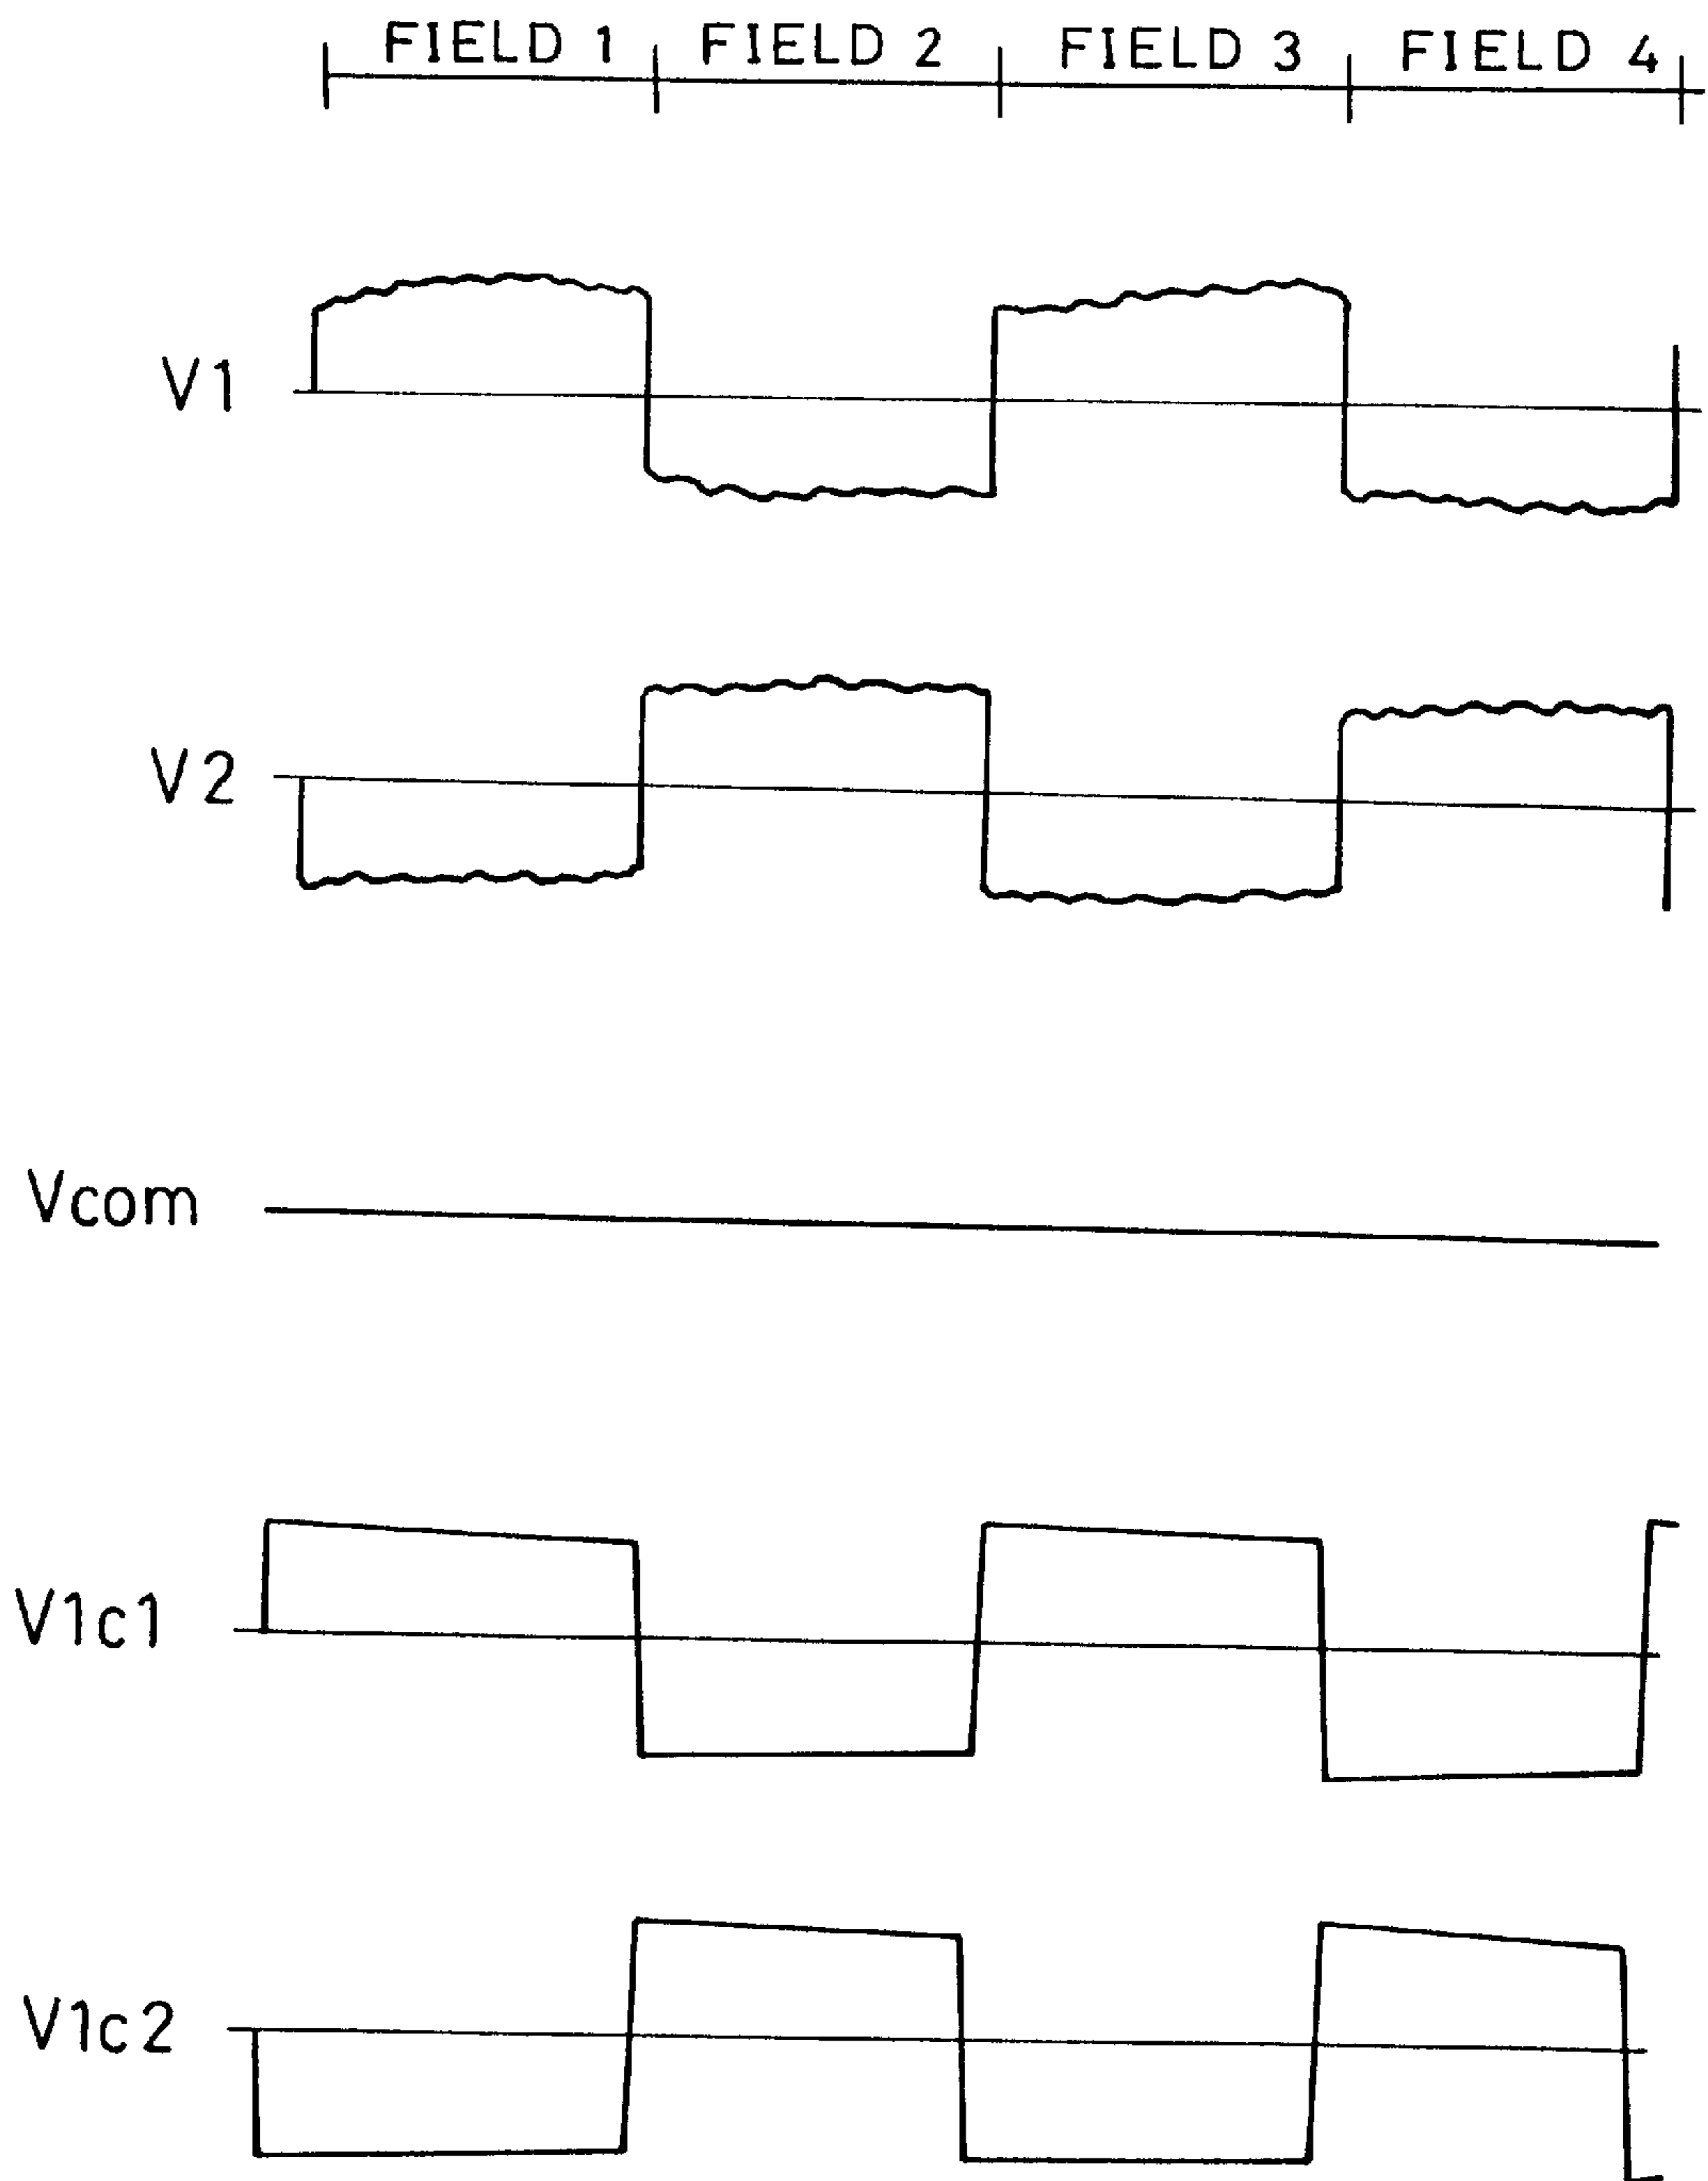 FIELD 1 FIELD 2 FIELD 3 FIELD 4
V1
V2
Vcom
V1c1
V1c2